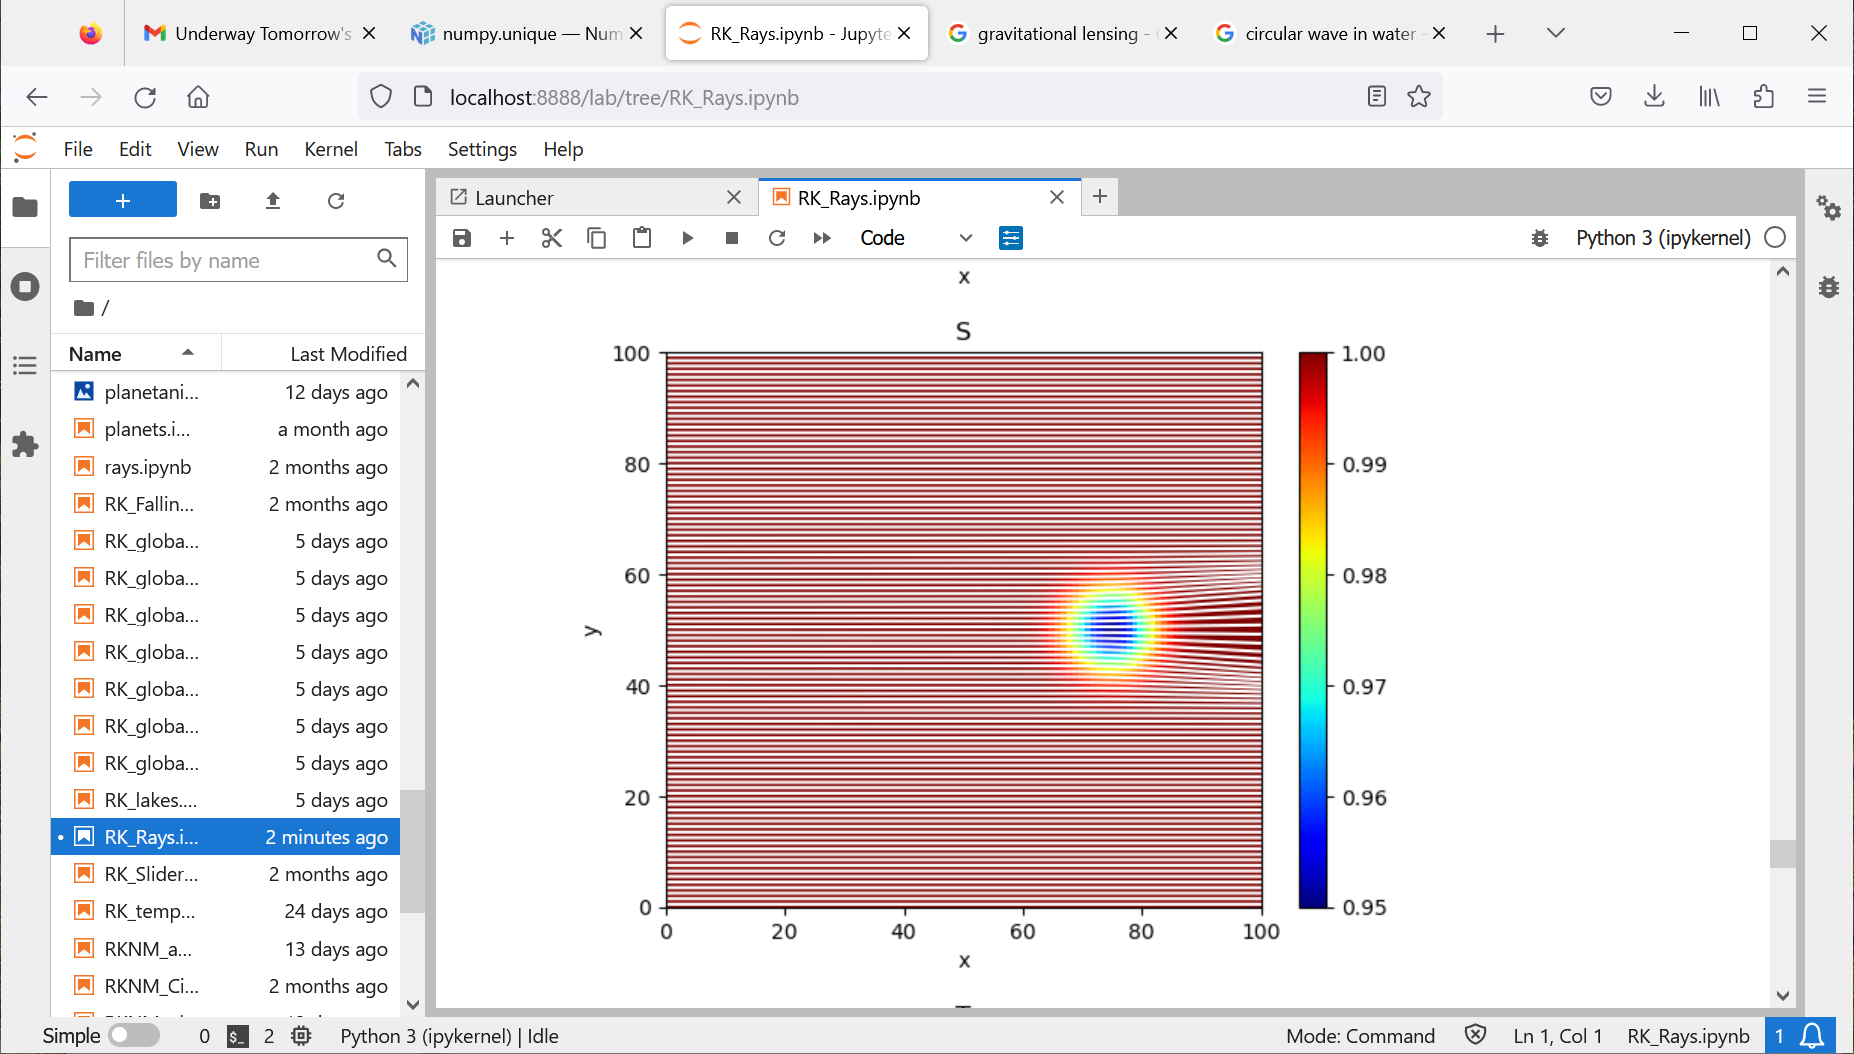 Underway Tomorrow's
numpy.unique — Num
RK_Rays.ipynb - Jupyte
gravitational lensing -
circular wave in water -
localhost:8888/lab/tree/RK_Rays.ipynb
File Edit View Run Kernel Tabs Settings Help
Launcher
RK_Rays.ipynb
Code
Python 3 (ipykernel)
Filter files by name
/
Name Last Modified
planetani... 12 days ago
planets.i... a month ago
rays.ipynb 2 months ago
RK_Fallin... 2 months ago
RK_globa... 5 days ago
RK_globa... 5 days ago
RK_globa... 5 days ago
RK_globa... 5 days ago
RK_globa... 5 days ago
RK_globa... 5 days ago
RK_globa... 5 days ago
RK_lakes.... 5 days ago
RK_Rays.i... 2 minutes ago
RK_Slider... 2 months ago
RK_temp... 24 days ago
RKNM_a... 13 days ago
RKNM_Ci... 2 months ago
x
S
100
80
60
40
20
0
y
0 20 40 60 80 100
x
1.00
0.99
0.98
0.97
0.96
0.95
Simple 0 $_ 2 Python 3 (ipykernel) | Idle
Mode: Command Ln 1, Col 1 RK_Rays.ipynb 1